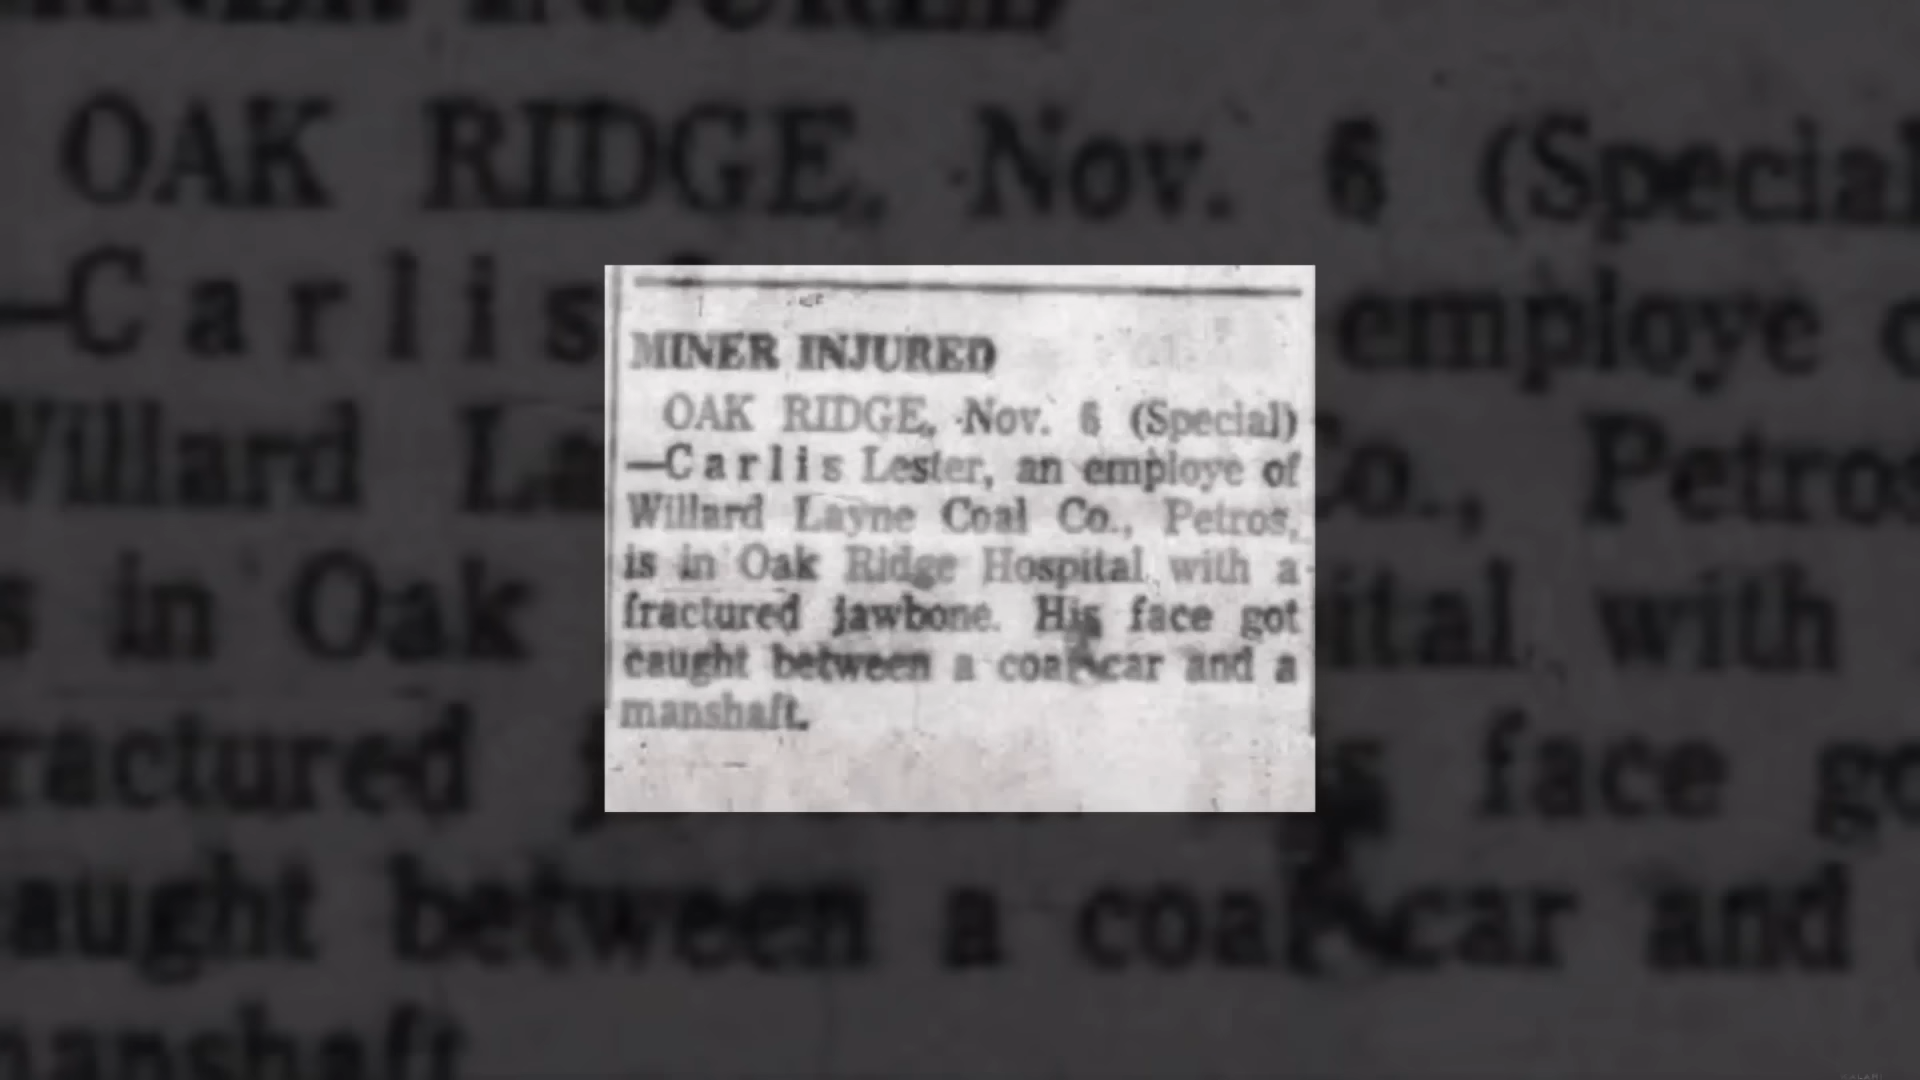 MINER INJURED
OAK RIDGE, Nov. 6 (Special)
—Carlis Lester, an employe of
Willard Layne Coal Co., Petros,
is in Oak Ridge Hospital with a
fractured jawbone. His face got
caught between a coal car and a
manshaft.